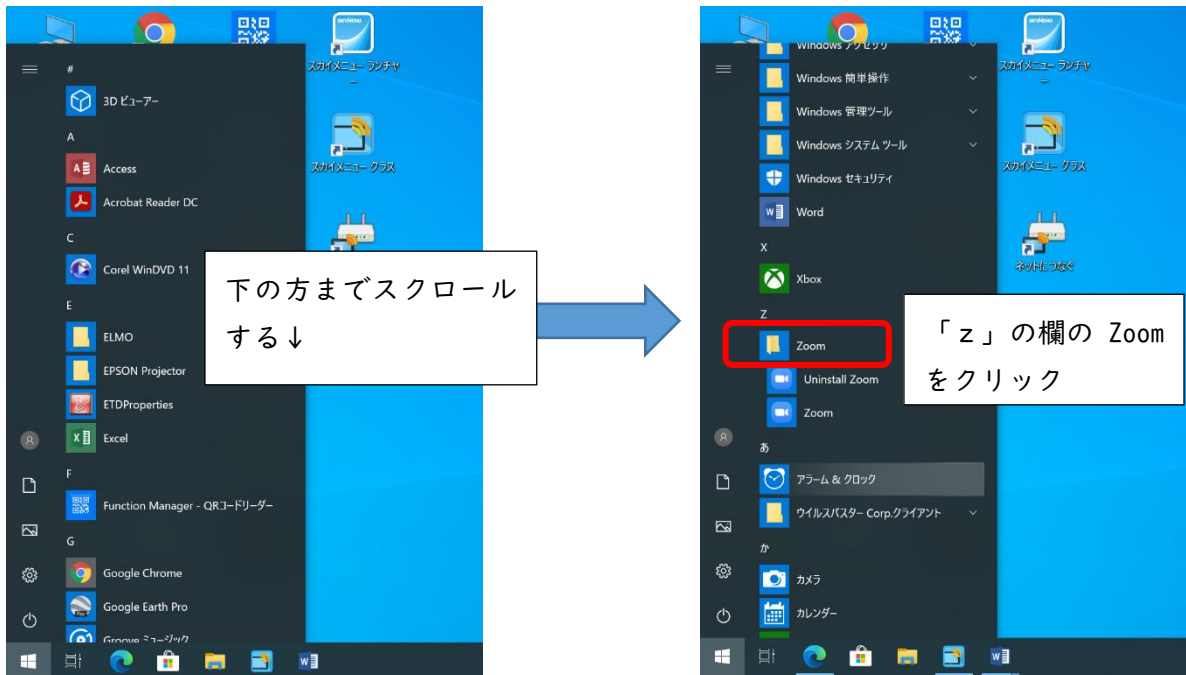 SKYMENU
スカイメニュー ランチャ
ー
#
3D ビューアー
A
Access
Acrobat Reader DC
スカイメニュー クラス
C
Corel WinDVD 11
下の方までスクロール
する↓
E
ELMO
EPSON Projector
ETDProperties
Excel
F
Function Manager - QRコードリーダー
G
Google Chrome
Google Earth Pro
Groove ミュージック
SKYMENU
スカイメニュー ランチャ
ー
Windows アクセサリ
Windows 簡単操作
Windows 管理ツール
Windows システム ツール
Windows セキュリティ
Word
スカイメニュー クラス
X
Xbox
ネットにつなぐ
Z
Zoom
Uninstall Zoom
Zoom
「z」の欄の Zoom
をクリック
あ
アラーム & クロック
ウイルスバスター Corp.クライアント
か
カメラ
カレンダー